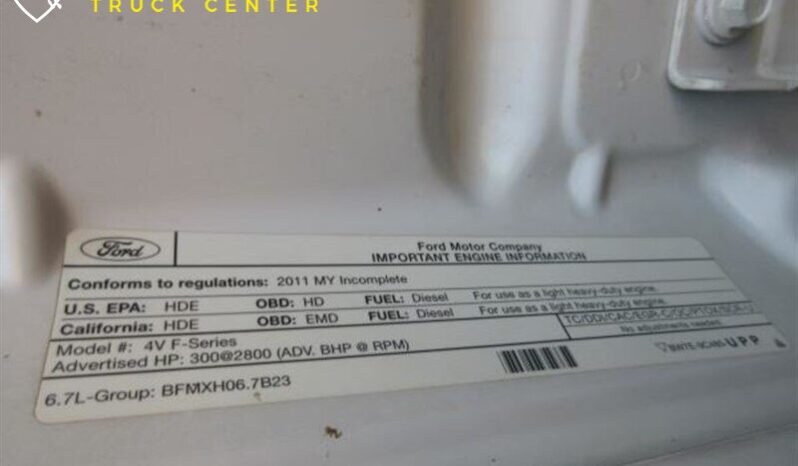 TRUCK CENTER
Ford
Ford Motor Company
IMPORTANT ENGINE INFORMATION
Conforms to regulations: 2011 MY Incomplete
U.S. EPA: HDE OBD: HD FUEL: Diesel For use as a light heavy-duty engine.
California: HDE OBD: EMD FUEL: Diesel For use as a light heavy-duty engine.
Model #: 4V F-Series
Advertised HP: 300@2800 (ADV. BHP @ RPM)
No adjustments needed.
6.7L-Group: BFMXH06.7B23
UPP